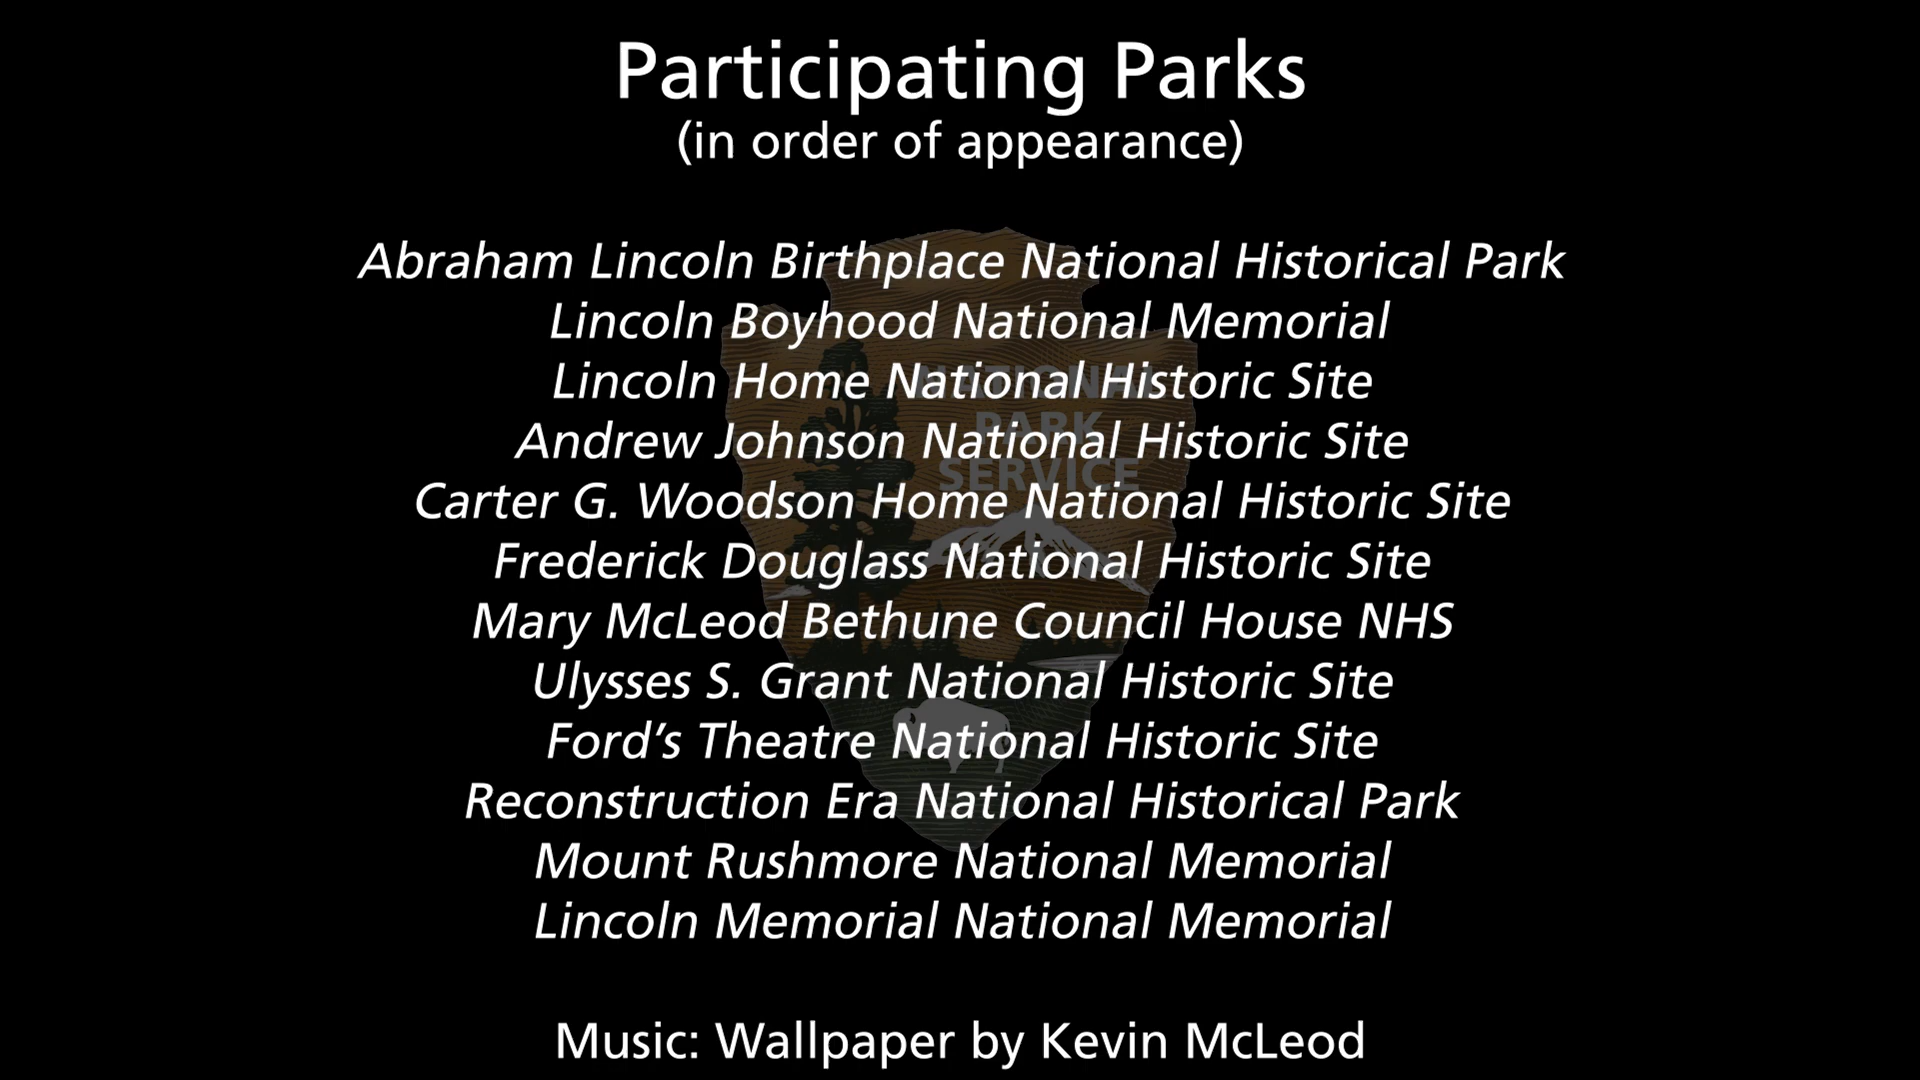 Participating Parks
(in order of appearance)
Abraham Lincoln Birthplace National Historical Park
Lincoln Boyhood National Memorial
Lincoln Home National Historic Site
Andrew Johnson National Historic Site
Carter G. Woodson Home National Historic Site
Frederick Douglass National Historic Site
Mary McLeod Bethune Council House NHS
Ulysses S. Grant National Historic Site
Ford’s Theatre National Historic Site
Reconstruction Era National Historical Park
Mount Rushmore National Memorial
Lincoln Memorial National Memorial
Music: Wallpaper by Kevin McLeod
NATIONAL
PARK
SERVICE